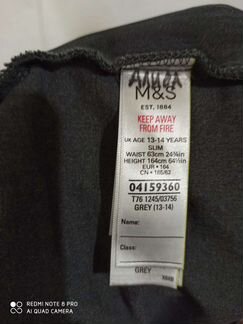 M&S
EST. 1884
KEEP AWAY
FROM FIRE
UK AGE 13-14 YEARS
SLIM
WAIST 63cm 24¾in
HEIGHT 164cm 64½in
EUR • 164
CN • 165/62
04159360
T76 1245/03756
GREY (13-14)
Name:
Class:
GREY
REDMI NOTE 8 PRO
AI QUAD CAMERA